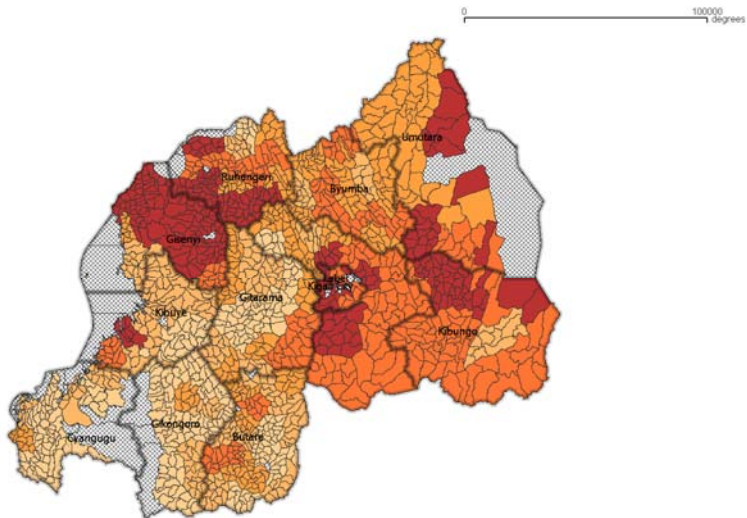 0
100000
degrees
Umutara
Ruhengeri
Byumba
Gisenyi
Kibuye
Gitarama
Kibungo
Cyangugu
Gikongoro
Butare